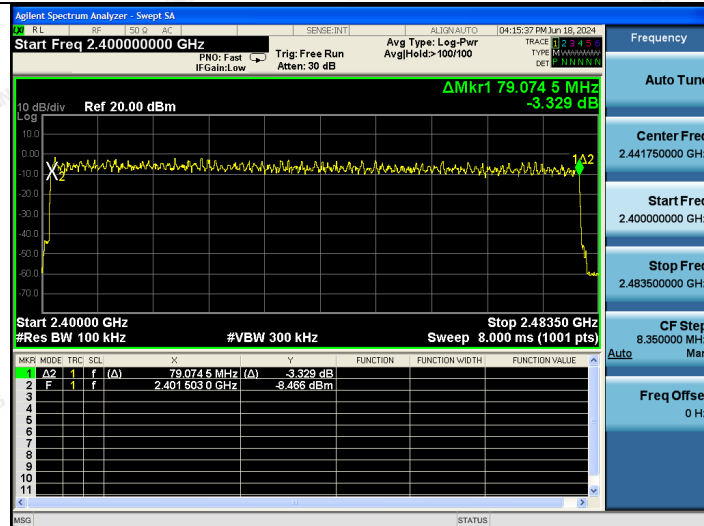 Agilent Spectrum Analyzer - Swept SA
LXI RL RF 50 Ω AC SENSE:INT ALIGNAUTO 04:15:37 PM Jun 18, 2024
Start Freq 2.400000000 GHz
PNO: Fast
IFGain:Low
Trig: Free Run
Atten: 30 dB
Avg Type: Log-Pwr
Avg|Hold:>100/100
TRACE 1 2 3 4 5 6
TYPE M
DET P N N N N N
ΔMkr1 79.074 5 MHz
-3.329 dB
10 dB/div Ref 20.00 dBm
Log
10.0
0.00
-10.0
-20.0
-30.0
-40.0
-50.0
-60.0
-70.0
X2
1Δ2
Start 2.40000 GHz Stop 2.48350 GHz
#Res BW 100 kHz #VBW 300 kHz Sweep 8.000 ms (1001 pts)
MKR MODE TRC SCL X Y FUNCTION FUNCTION WIDTH FUNCTION VALUE
1 Δ2 1 f (Δ) 79.074 5 MHz (Δ) -3.329 dB
2 F 1 f 2.401 503 0 GHz -8.466 dBm
3
4
5
6
7
8
9
10
11
MSG STATUS
Frequency
Auto Tune
Center Freq
2.441750000 GHz
Start Freq
2.400000000 GHz
Stop Freq
2.483500000 GHz
CF Step
8.350000 MHz
Auto Man
Freq Offset
0 Hz